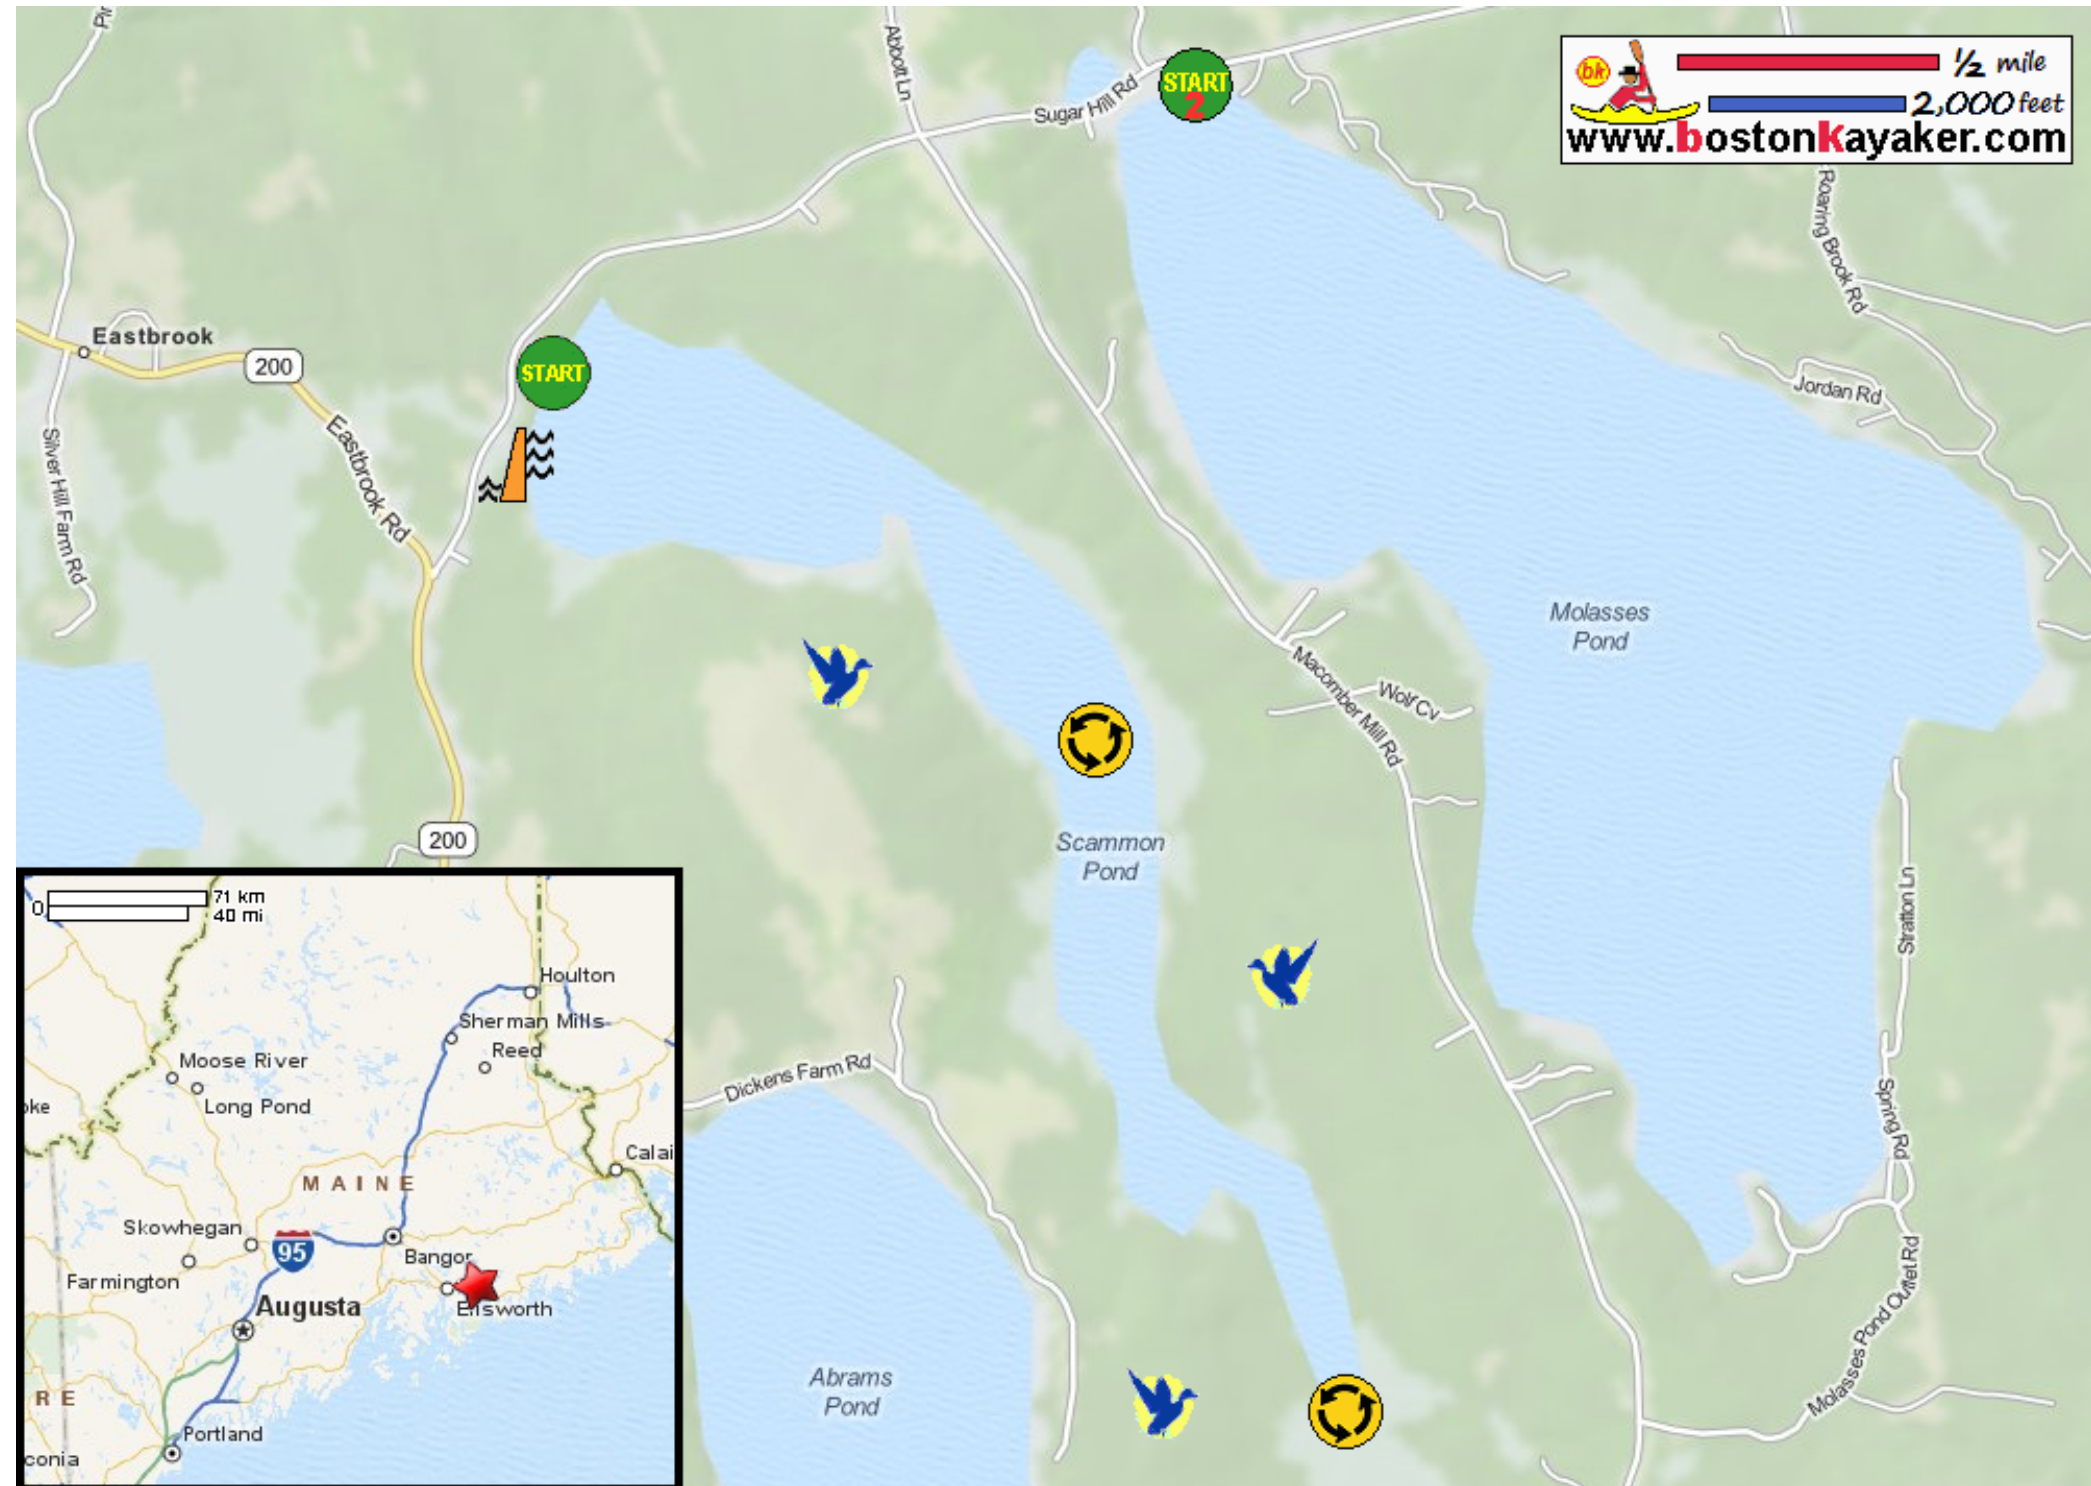 Pi
Abbott Ln
Sugar Hill Rd
START
2
bk
½ mile
2,000 feet
www.bostonkayaker.com
Roaring Brook Rd
Eastbrook
200
START
Jordan Rd
Eastbrook Rd
Silver Hill Farm Rd
Molasses
Pond
Macomber Mill Rd
Wolf Cv
200
Scammon
Pond
Stratton Ln
Dickens Farm Rd
Spring Rd
Molasses Pond Outlet Rd
Abrams
Pond
0
71 km
40 mi
Houlton
Sherman Mills
Reed
Moose River
Long Pond
oke
Calai
MAINE
Skowhegan
95
Bangor
Farmington
Ellsworth
Augusta
RE
Portland
conia